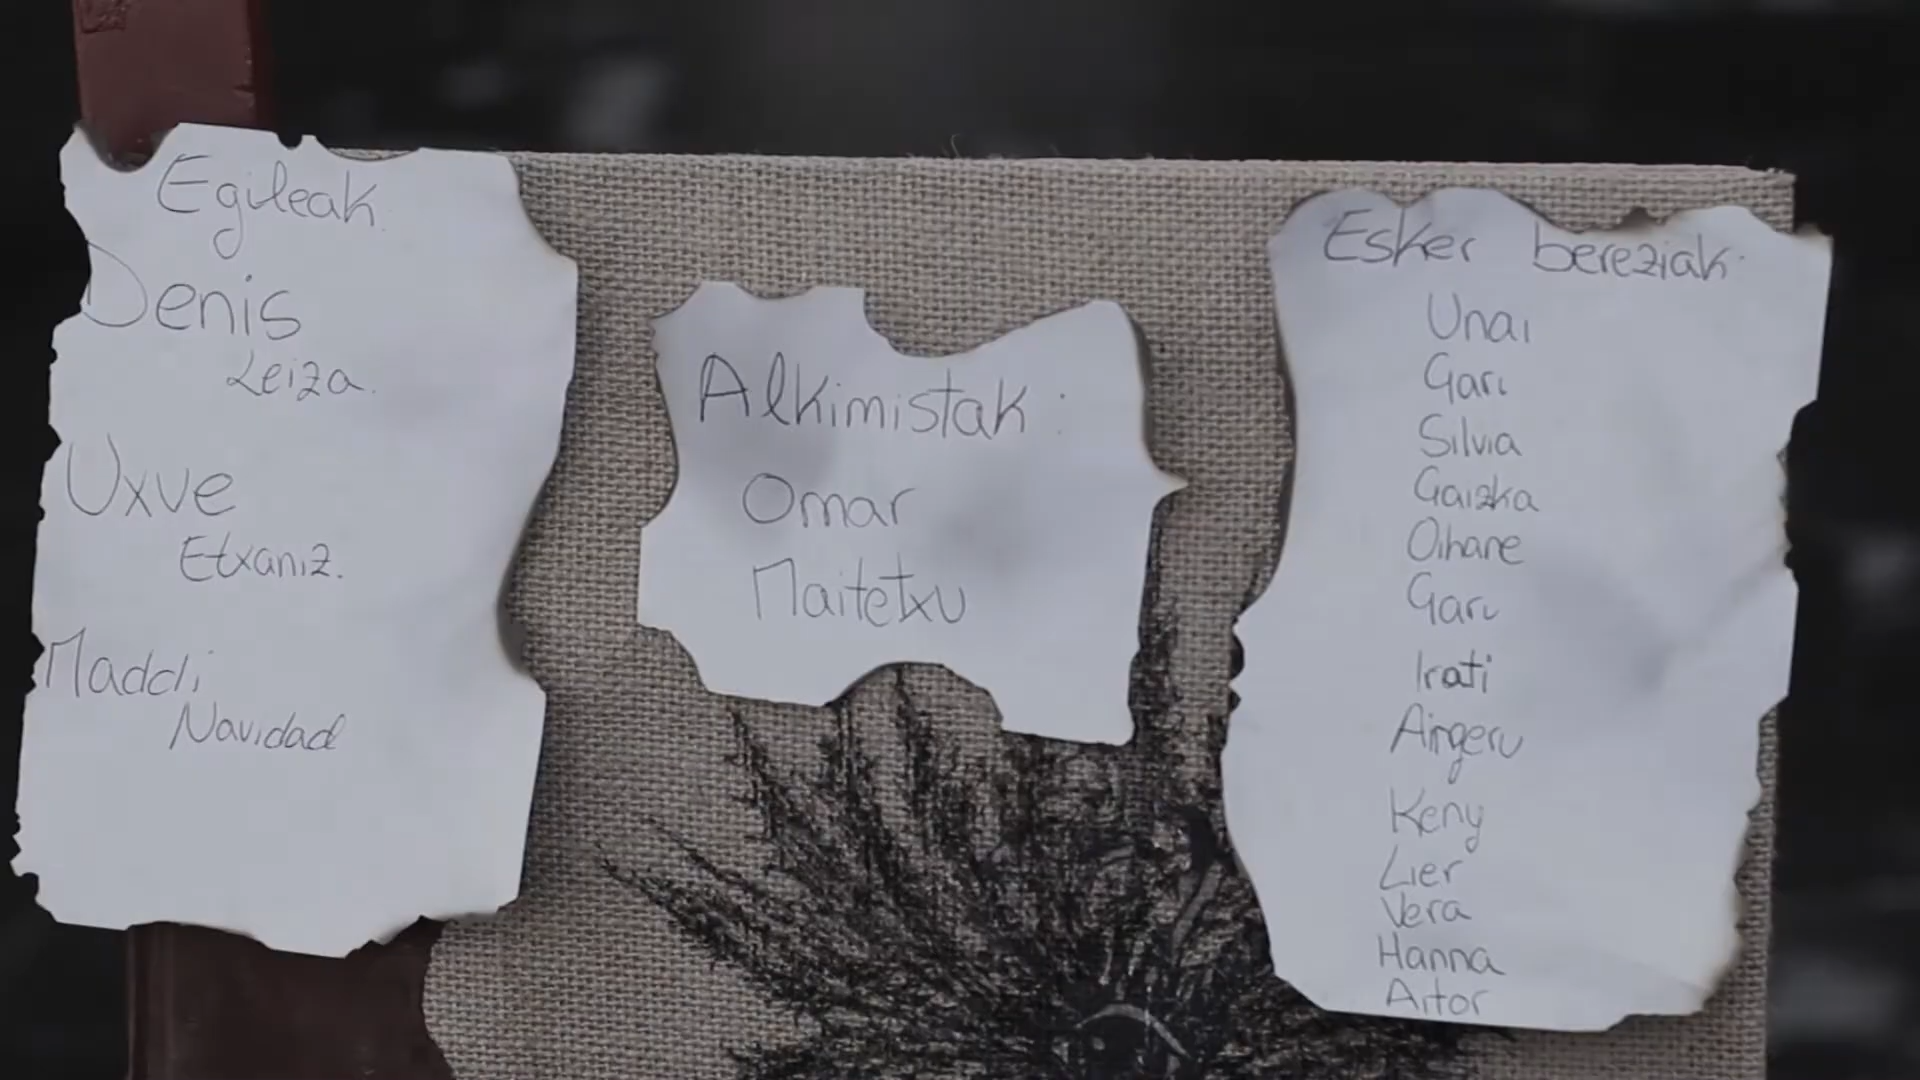 Egileak
Denis
Leiza.
Uxue
Etxaniz.
Maddi
Navidad
Alkimistak:
Omar
Maitetxu
Esker bereziak:
Unai
Gari
Silvia
Gaizka
Oihane
Garu
Irati
Aingeru
Keny
Lier
Vera
Hanna
Aitor